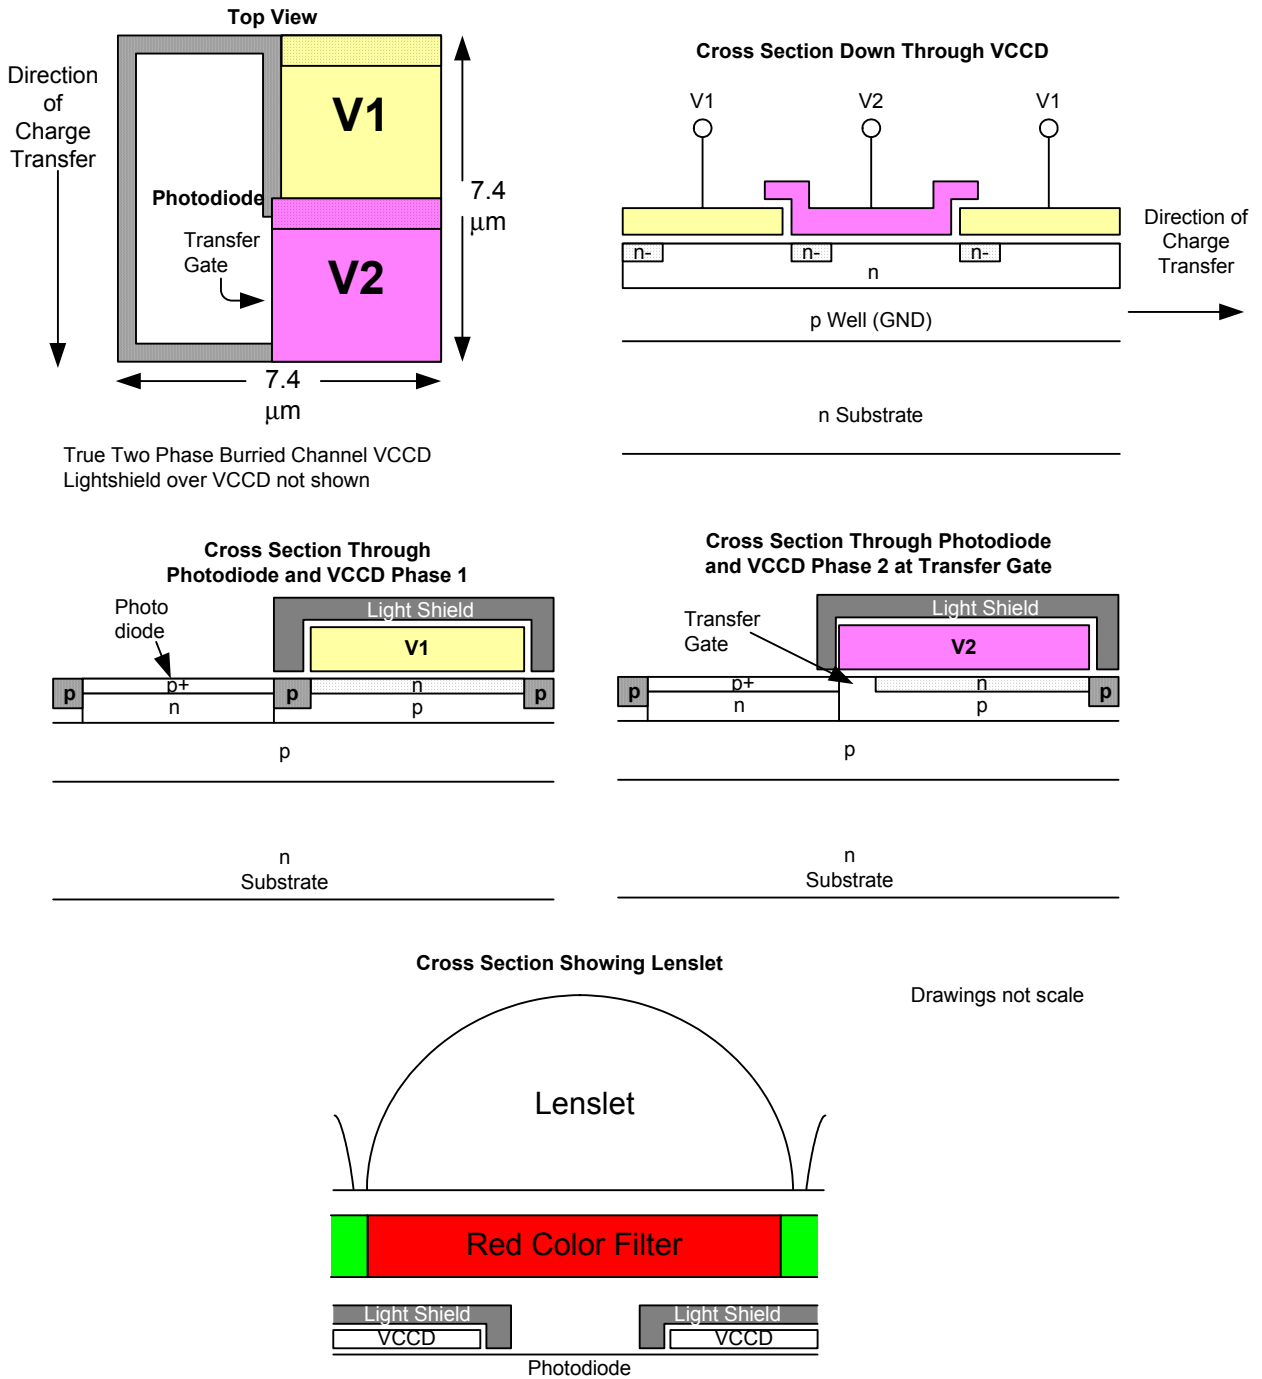 Top View
Direction
of
Charge
Transfer
V1
Photodiode
Transfer
Gate
V2
7.4
μm
7.4
μm
True Two Phase Burried Channel VCCD
Lightshield over VCCD not shown
Cross Section Down Through VCCD
V1
V2
V1
n-
n-
n-
n
p Well (GND)
n Substrate
Direction of
Charge
Transfer
Cross Section Through
Photodiode and VCCD Phase 1
Photo
diode
Light Shield
V1
p
p+
n
p
n
p
p
p
n
Substrate
Cross Section Through Photodiode
and VCCD Phase 2 at Transfer Gate
Transfer
Gate
Light Shield
V2
p
p+
n
n
p
p
p
n
Substrate
Cross Section Showing Lenslet
Drawings not scale
Lenslet
Red Color Filter
Light Shield
Light Shield
VCCD
VCCD
Photodiode